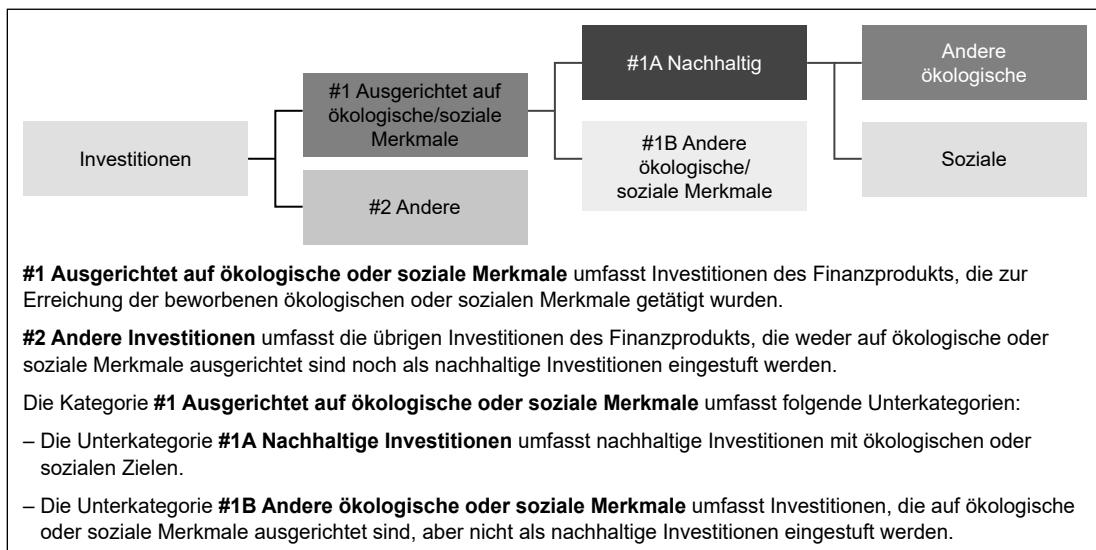 Investitionen
#1 Ausgerichtet auf
ökologische/soziale
Merkmale
#2 Andere
#1A Nachhaltig
#1B Andere
ökologische/
soziale Merkmale
Andere
ökologische
Soziale
#1 Ausgerichtet auf ökologische oder soziale Merkmale umfasst Investitionen des Finanzprodukts, die zur
Erreichung der beworbenen ökologischen oder sozialen Merkmale getätigt wurden.
#2 Andere Investitionen umfasst die übrigen Investitionen des Finanzprodukts, die weder auf ökologische oder
soziale Merkmale ausgerichtet sind noch als nachhaltige Investitionen eingestuft werden.
Die Kategorie #1 Ausgerichtet auf ökologische oder soziale Merkmale umfasst folgende Unterkategorien:
– Die Unterkategorie #1A Nachhaltige Investitionen umfasst nachhaltige Investitionen mit ökologischen oder
sozialen Zielen.
– Die Unterkategorie #1B Andere ökologische oder soziale Merkmale umfasst Investitionen, die auf ökologische
oder soziale Merkmale ausgerichtet sind, aber nicht als nachhaltige Investitionen eingestuft werden.